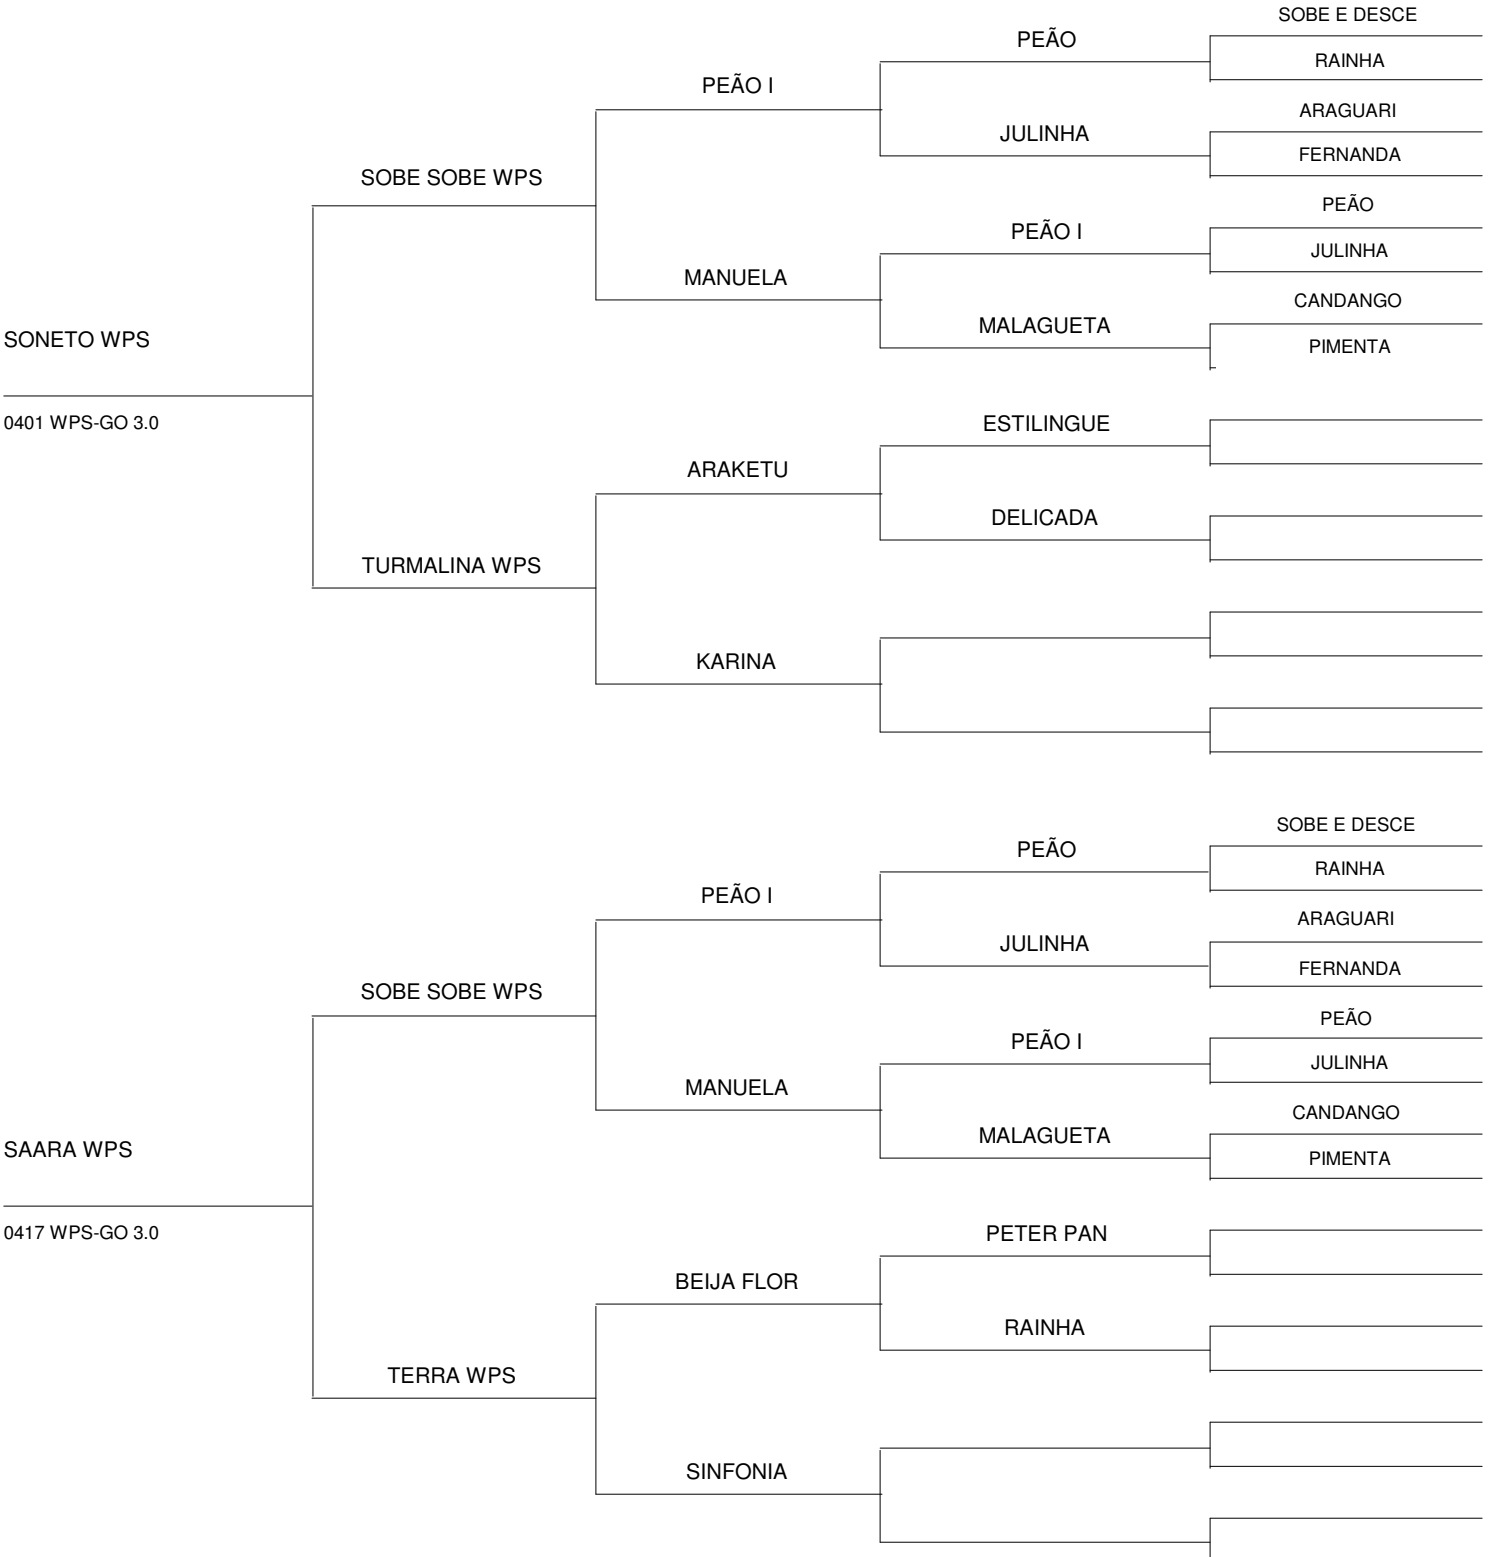 SOBE E DESCE
PEÃO
RAINHA
PEÃO I
ARAGUARI
JULINHA
FERNANDA
SOBE SOBE WPS
PEÃO
PEÃO I
JULINHA
MANUELA
CANDANGO
MALAGUETA
SONETO WPS
PIMENTA
0401 WPS-GO 3.0
ESTILINGUE
ARAKETU
DELICADA
TURMALINA WPS
KARINA
SOBE E DESCE
PEÃO
RAINHA
PEÃO I
ARAGUARI
JULINHA
FERNANDA
SOBE SOBE WPS
PEÃO
PEÃO I
JULINHA
MANUELA
CANDANGO
MALAGUETA
SAARA WPS
PIMENTA
0417 WPS-GO 3.0
PETER PAN
BEIJA FLOR
RAINHA
TERRA WPS
SINFONIA